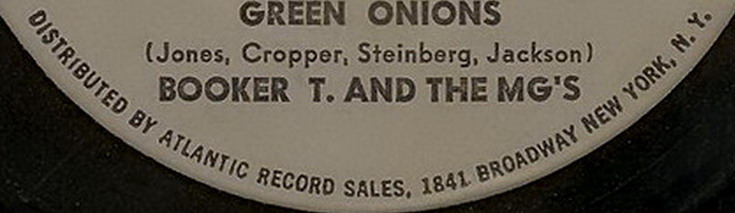 GREEN ONIONS
(Jones, Cropper, Steinberg, Jackson)
BOOKER T. AND THE MG'S
DISTRIBUTED BY ATLANTIC RECORD SALES, 1841 BROADWAY NEW YORK, N. Y.